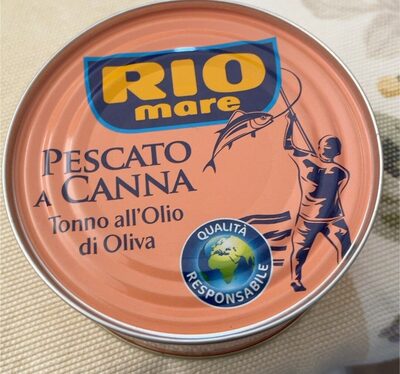 RIO
mare
PESCATO
A CANNA
Tonno all'Olio
di Oliva
QUALITÀ
RESPONSABILE